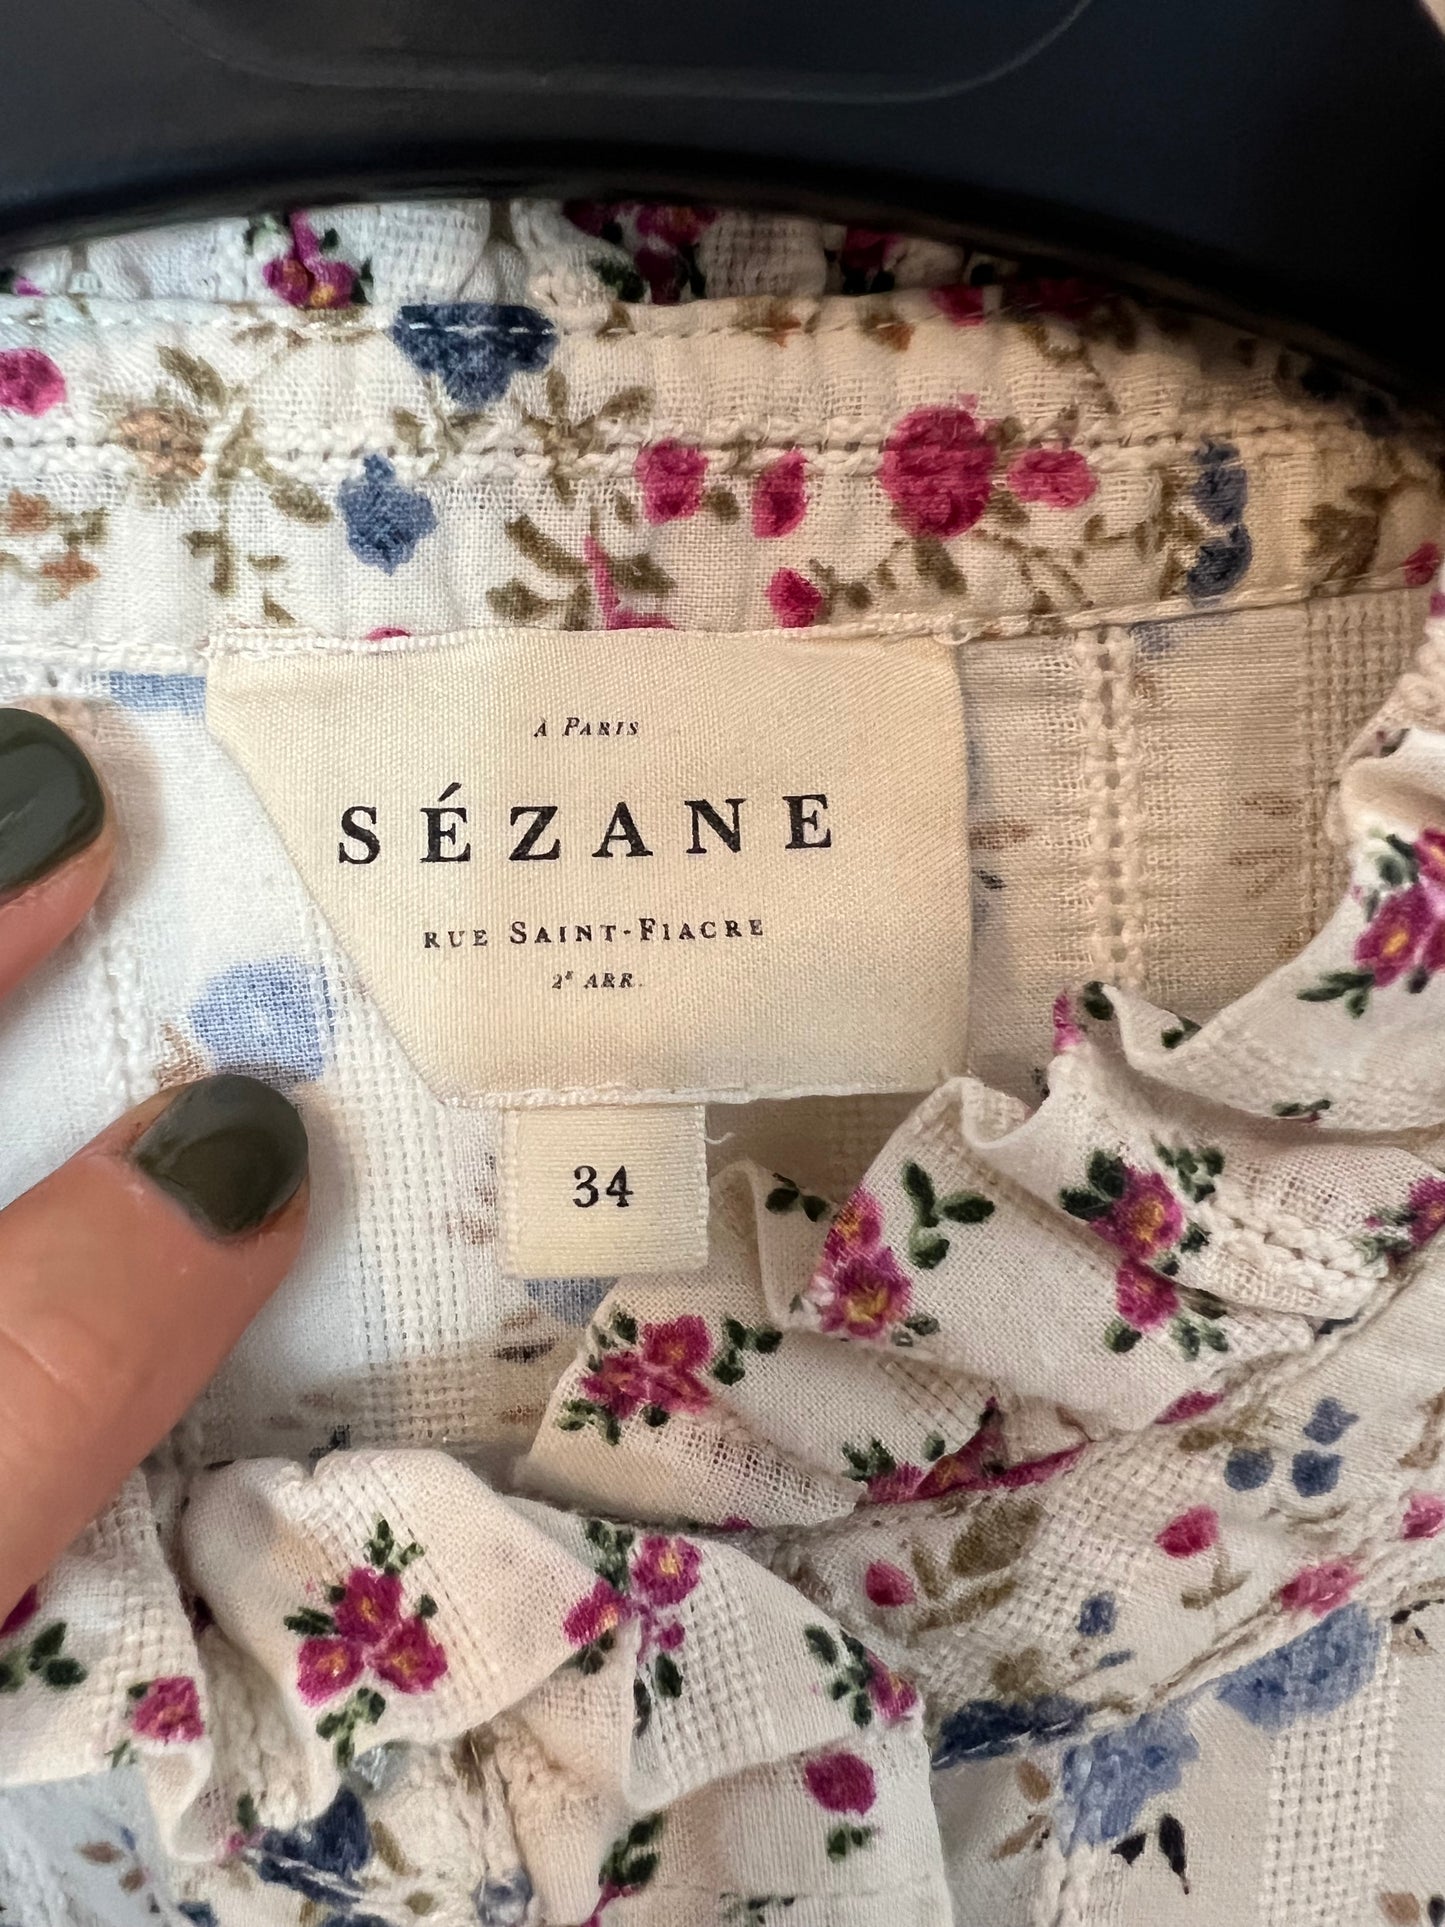 À PARIS
SÉZANE
RUE SAINT-FIACRE
2E ARR.
34